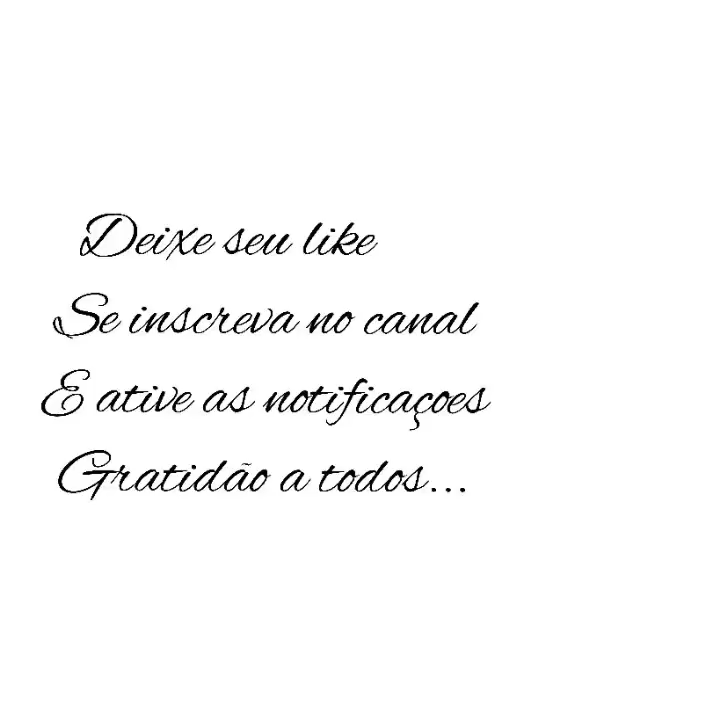 Deixe seu like
Se inscreva no canal
E ative as notificaçoes
Gratidão a todos...